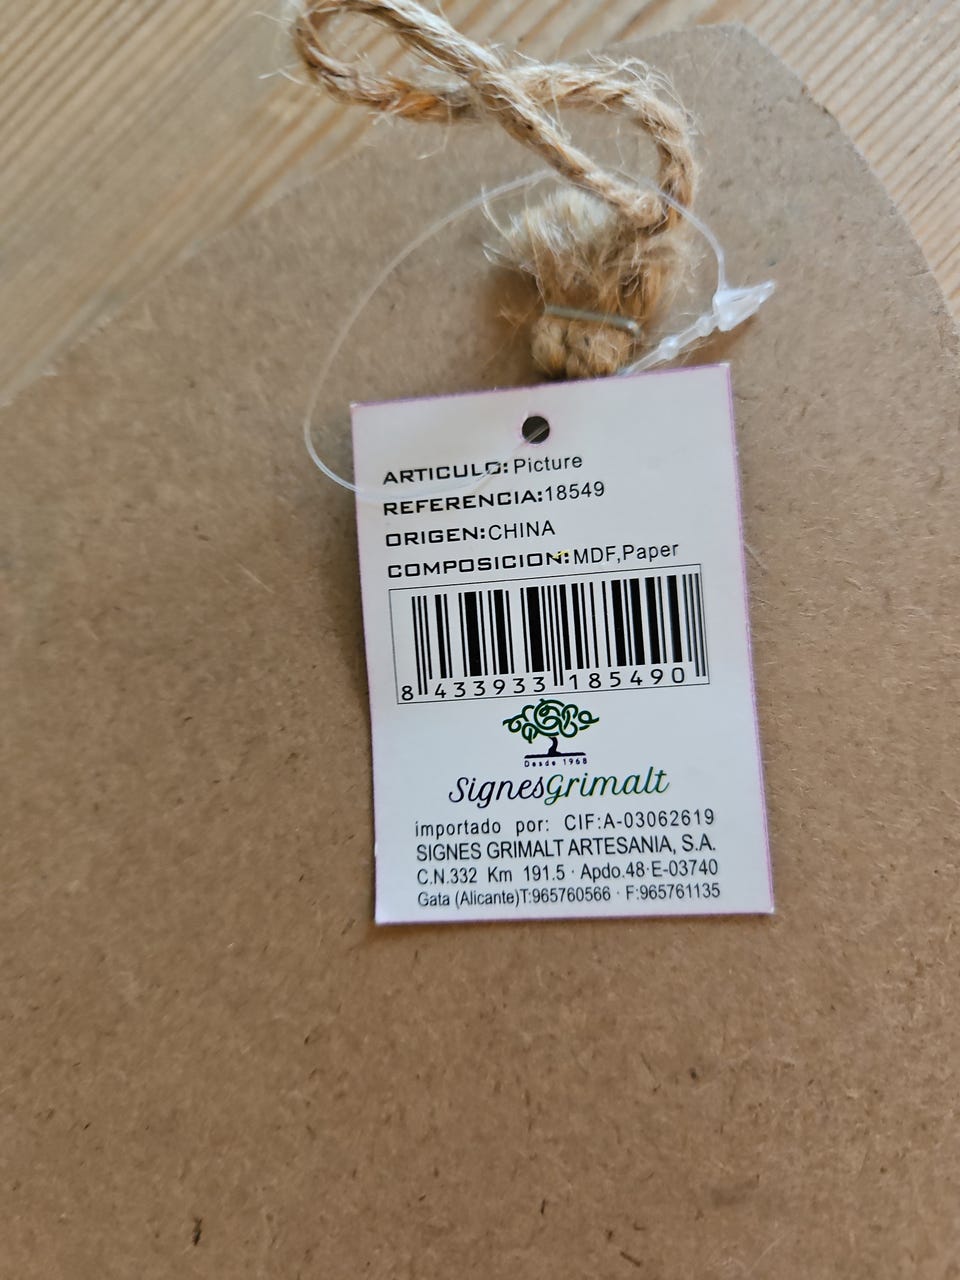 ARTICULO: Picture
REFERENCIA:18549
ORIGEN:CHINA
COMPOSICION: MDF,Paper
8 433933 185490
Desde 1968
SignesGrimalt
importado por: CIF:A-03062619
SIGNES GRIMALT ARTESANIA, S.A.
C.N.332 Km 191.5 · Apdo.48·E-03740
Gata (Alicante)T:965760566 · F:965761135